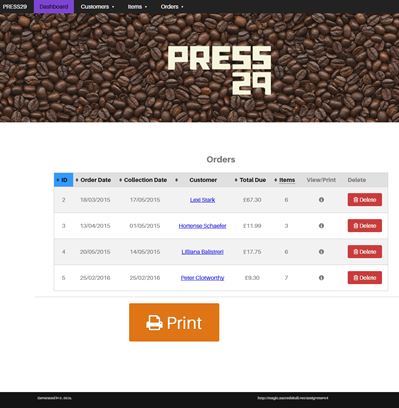 PRESS29 Dashboard Customers Items Orders
PRESS
29
Orders
ID Order Date Collection Date Customer Total Due Items View/Print Delete
2 18/03/2015 17/05/2015 Lexi Stark £67.30 6 Delete
3 13/04/2015 01/05/2015 Hortense Schaefer £11.99 3 Delete
4 20/05/2015 14/05/2015 Lilliana Balistreri £17.75 6 Delete
5 25/02/2016 25/02/2016 Peter Clotworthy £9.30 7 Delete
Print